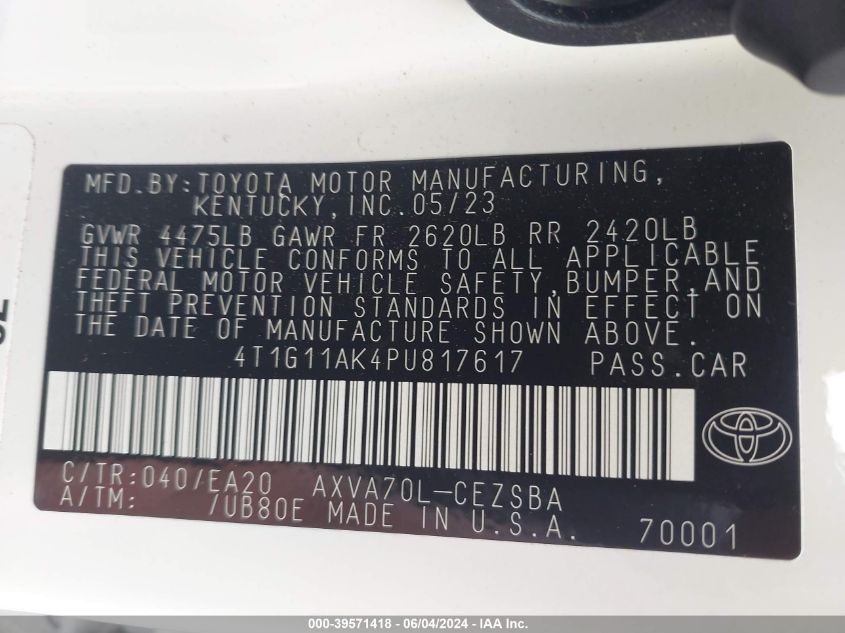 MFD.BY:TOYOTA MOTOR MANUFACTURING,
KENTUCKY,INC.05/23
GVWR 4475LB GAWR FR 2620LB RR 2420LB
THIS VEHICLE CONFORMS TO ALL APPLICABLE
FEDERAL MOTOR VEHICLE SAFETY,BUMPER,AND
THEFT PREVENTION STANDARDS IN EFFECT ON
THE DATE OF MANUFACTURE SHOWN ABOVE.
4T1G11AK4PU817617 PASS.CAR
C/TR:040/EA20 AXVA70L-CEZSBA
A/TM: /UB80E MADE IN U.S.A. 70001
000-39571418 - 06/04/2024 - IAAI.COM